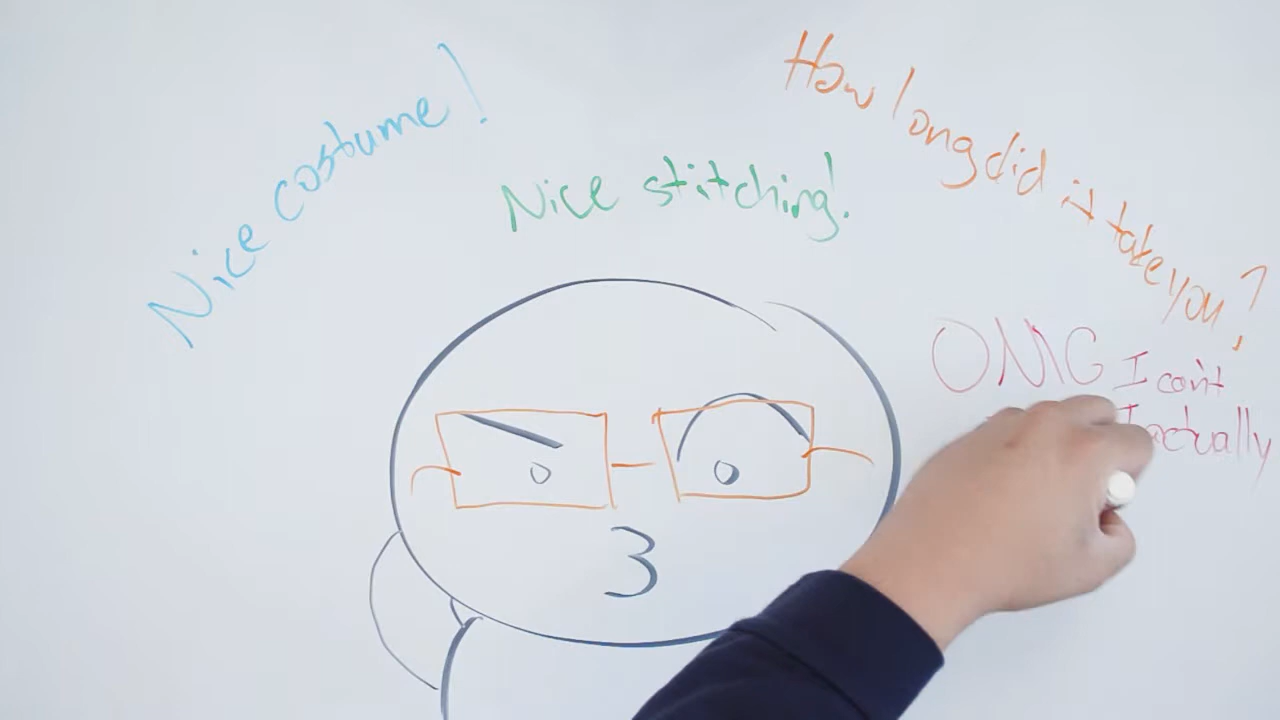 Nice costume!
Nice stitching!
How long did it take you?
OMG I can't
I actually